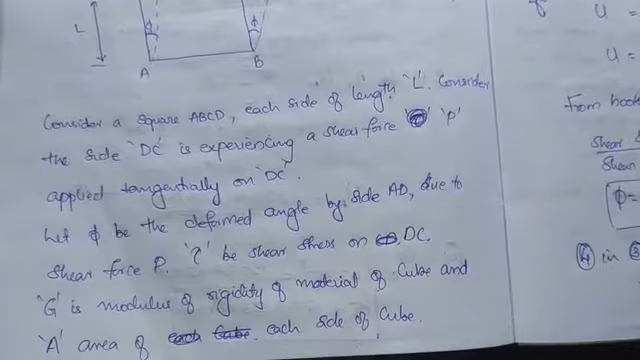 L
φ
φ
A
B
Consider a square ABCD, each side of length 'L'. Consider
the side 'DC' is experiencing a shear force 'P'
applied tangentially on 'DC'.
Let φ be the deformed angle by side AD, due to
shear force P. 'τ' be shear stress on DC.
'G' is modulus of rigidity of material of Cube and
'A' area of each side of Cube.
U =
U =
From hook
Shear S
Shear
φ =
④ in ③